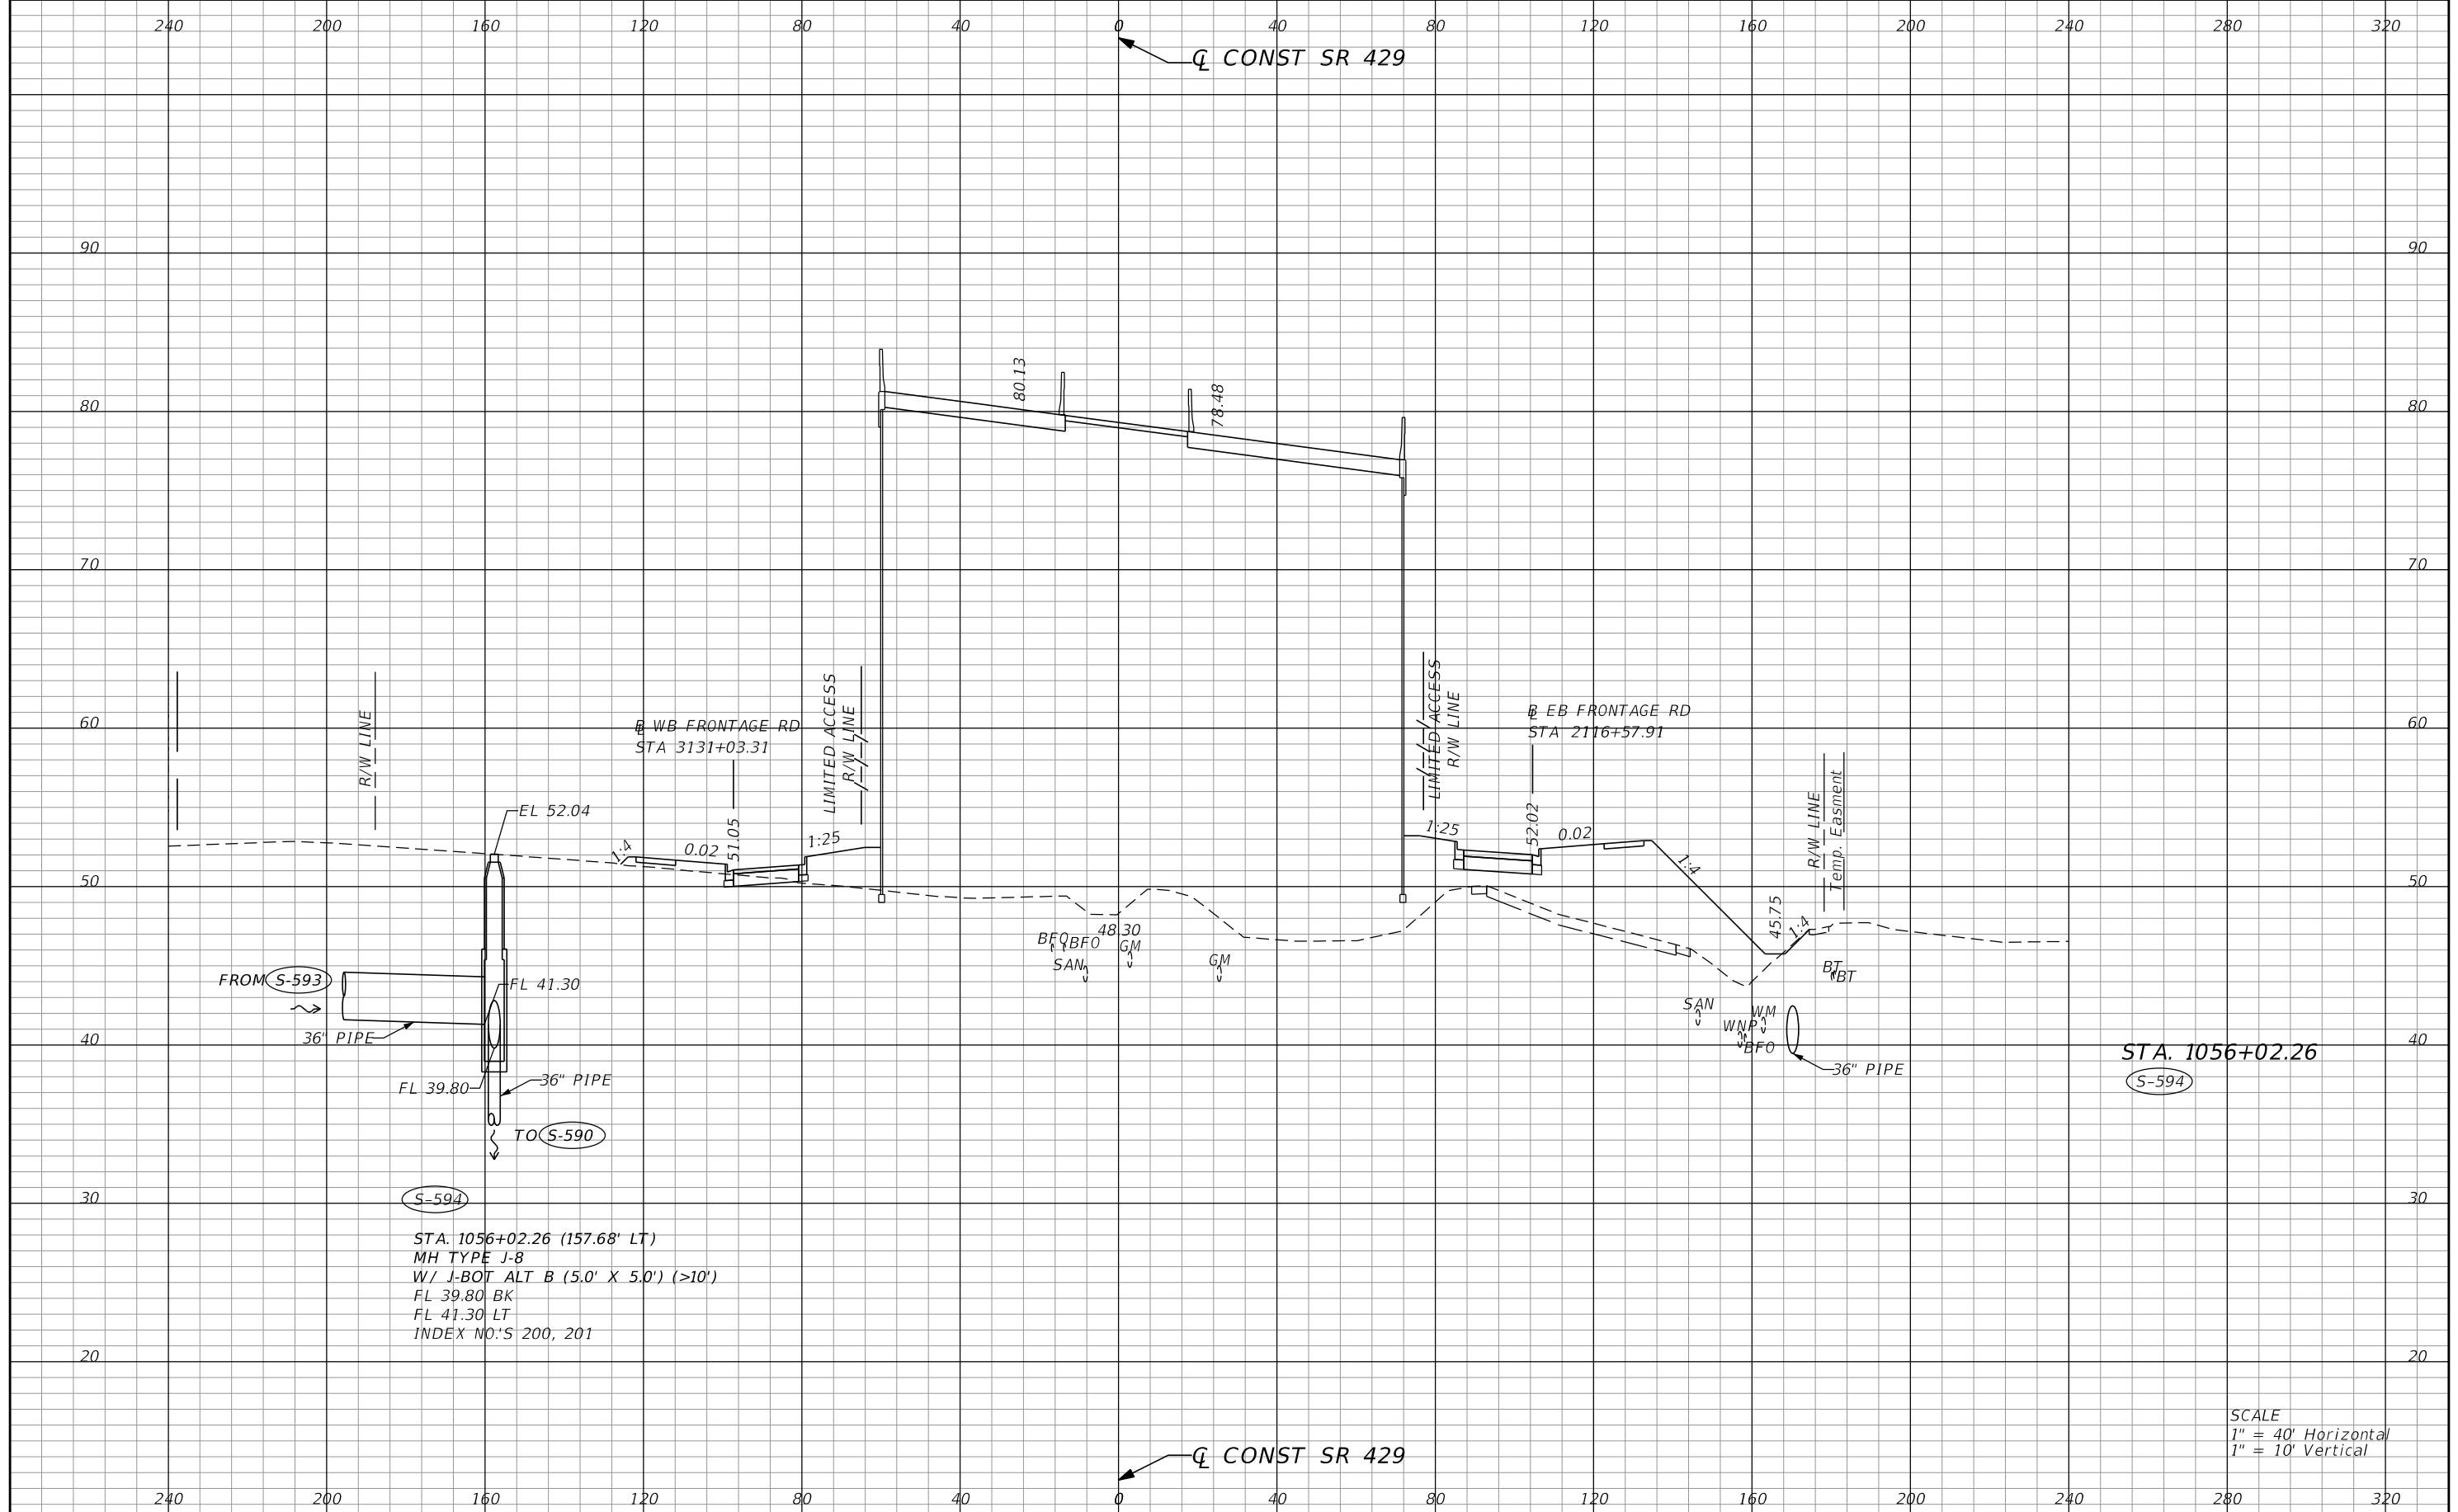 240 200 160 120 80 40 0 40 80 120 160 200 240 280 320
℄ CONST SR 429
90 90
80 80
80.13
78.48
70 70
60 60
R/W LINE
℄ WB FRONTAGE RD
STA 3131+03.31
LIMITED ACCESS
R/W LINE
LIMITED ACCESS
R/W LINE
℄ EB FRONTAGE RD
STA 2116+57.91
R/W LINE
Temp. Easment
EL 52.04
1:4
0.02
51.05
1:25
1:25
52.02
0.02
1:4
45.75
1:4
50 50
48.30
BFO
BFO
GM
SAN
GM
BT
BT
SAN
WM
WNP
BFO
36" PIPE
FROM S-593
FL 41.30
36" PIPE
40 40
FL 39.80
36" PIPE
TO S-590
STA. 1056+02.26
S-594
30 30
S-594
STA. 1056+02.26 (157.68' LT)
MH TYPE J-8
W/ J-BOT ALT B (5.0' X 5.0') (>10')
FL 39.80 BK
FL 41.30 LT
INDEX NO.'S 200, 201
20 20
SCALE
1" = 40' Horizontal
1" = 10' Vertical
℄ CONST SR 429
240 200 160 120 80 40 0 40 80 120 160 200 240 280 320